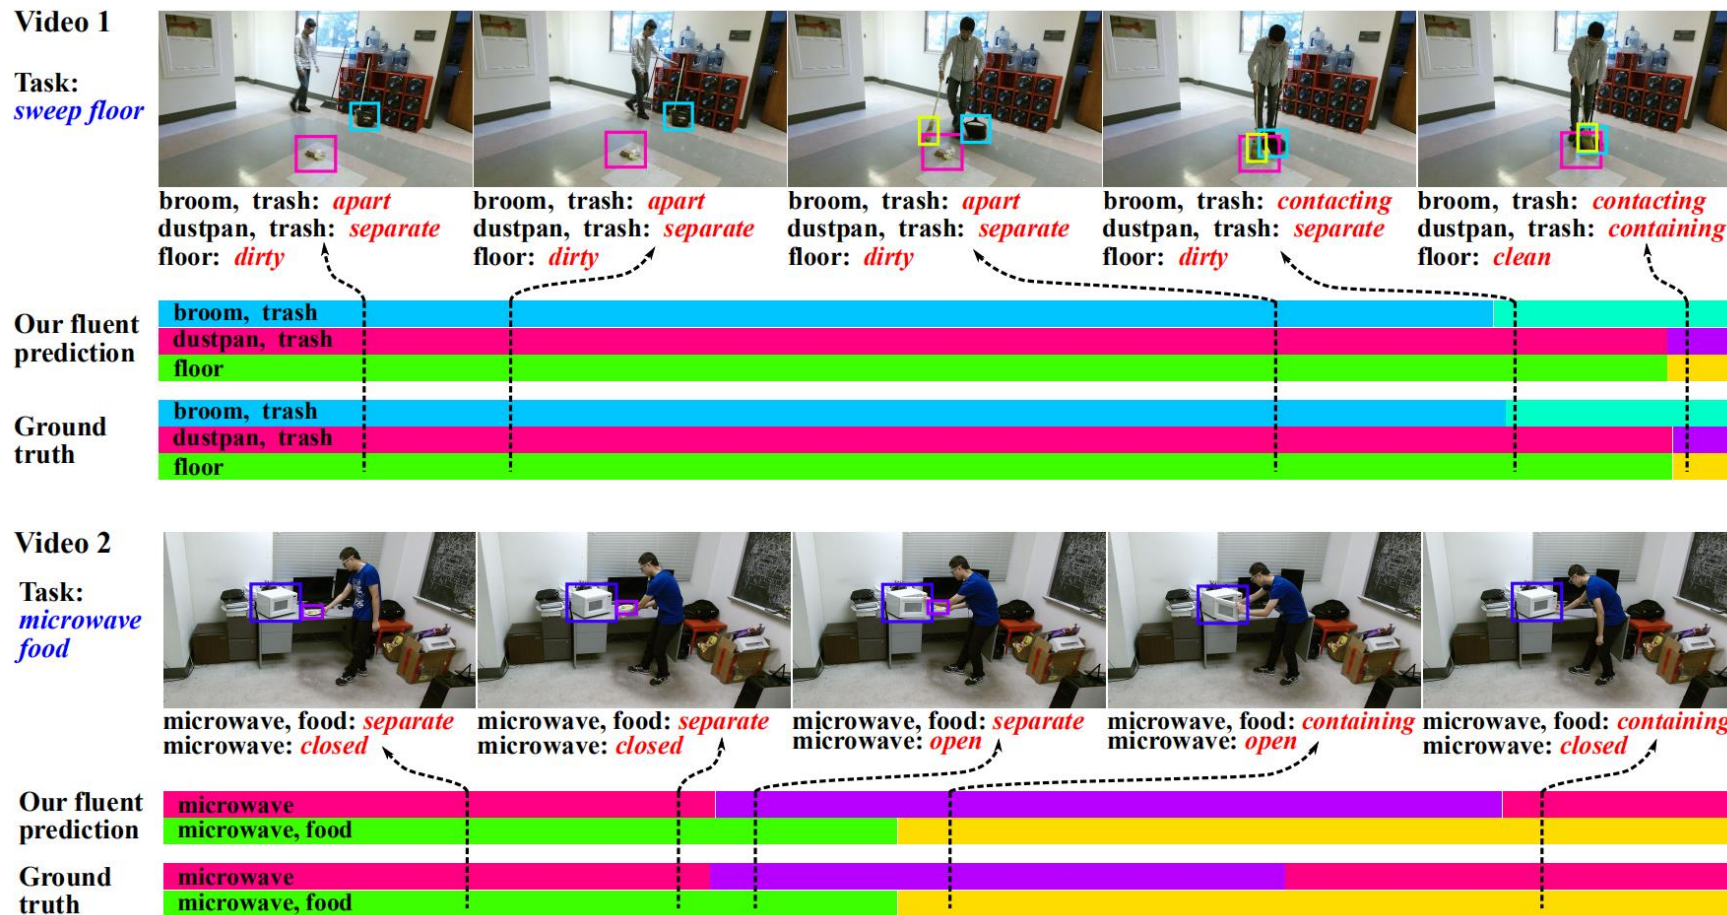 Video 1
Task:
sweep floor
broom, trash: apart
dustpan, trash: separate
floor: dirty
broom, trash: apart
dustpan, trash: separate
floor: dirty
broom, trash: apart
dustpan, trash: separate
floor: dirty
broom, trash: contacting
dustpan, trash: separate
floor: dirty
broom, trash: contacting
dustpan, trash: containing
floor: clean
Our fluent
prediction
broom, trash
dustpan, trash
floor
Ground
truth
broom, trash
dustpan, trash
floor
Video 2
Task:
microwave
food
microwave, food: separate
microwave: closed
microwave, food: separate
microwave: closed
microwave, food: separate
microwave: open
microwave, food: containing
microwave: open
microwave, food: containing
microwave: closed
Our fluent
prediction
microwave
microwave, food
Ground
truth
microwave
microwave, food